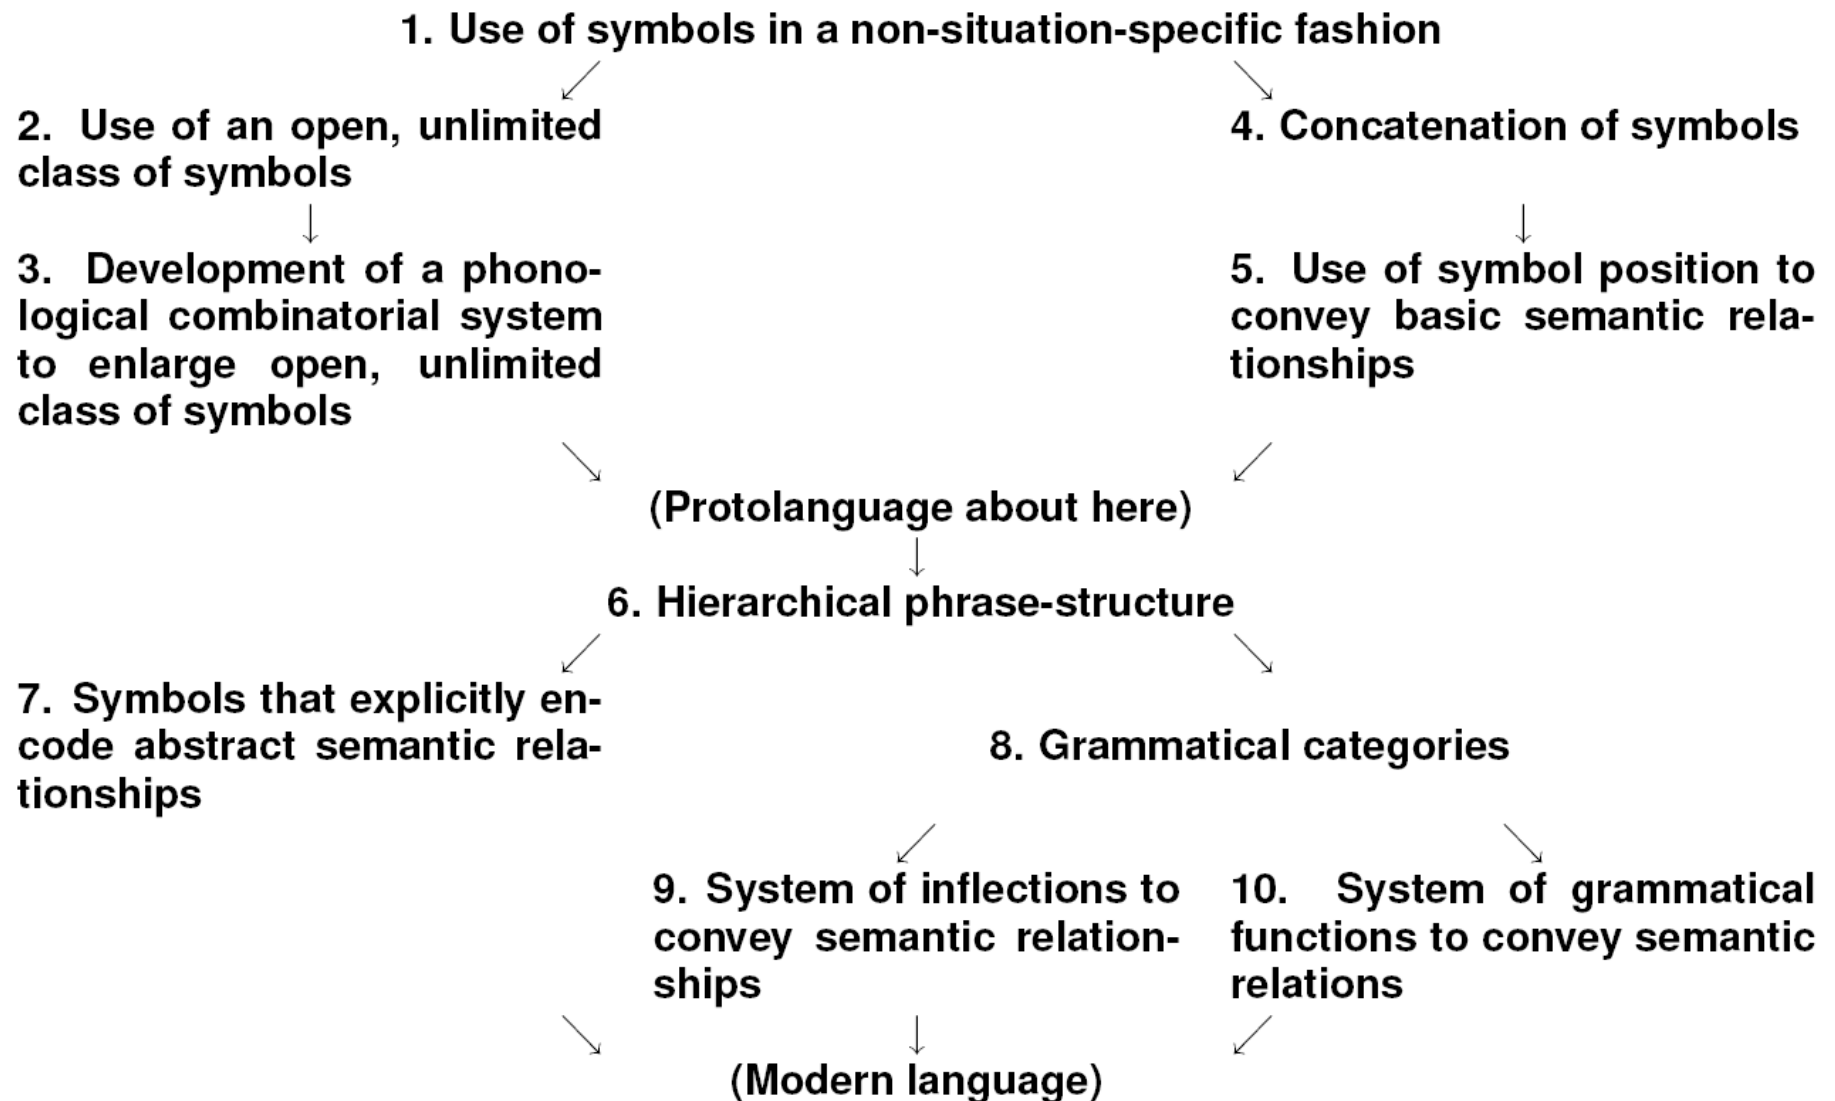 1. Use of symbols in a non-situation-specific fashion
2. Use of an open, unlimited
class of symbols
4. Concatenation of symbols
3. Development of a phono-
logical combinatorial system
to enlarge open, unlimited
class of symbols
5. Use of symbol position to
convey basic semantic rela-
tionships
(Protolanguage about here)
6. Hierarchical phrase-structure
7. Symbols that explicitly en-
code abstract semantic rela-
tionships
8. Grammatical categories
9. System of inflections to
convey semantic relation-
ships
10. System of grammatical
functions to convey semantic
relations
(Modern language)